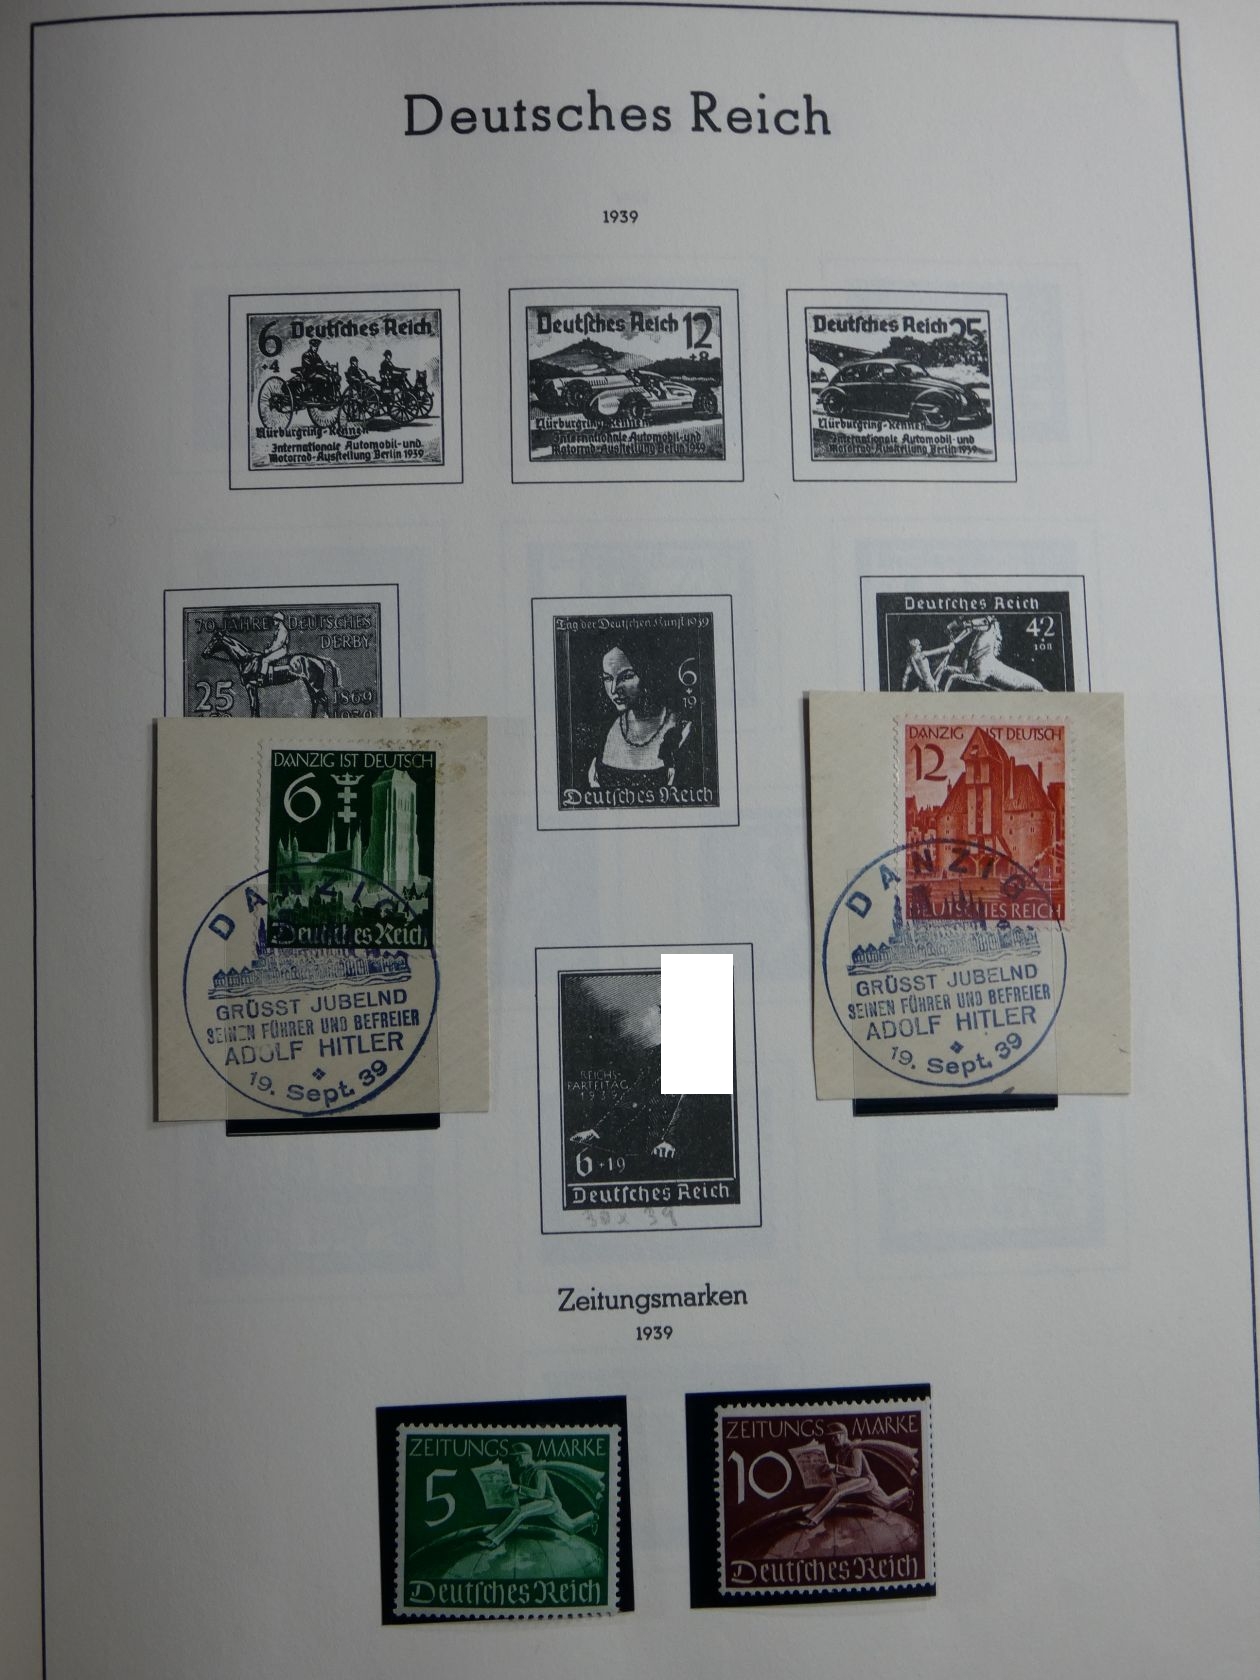 Deutsches Reich
1939
6 Deutsches Reich
+4
Nürburgring-Rennen
Internationale Automobil-und
Motorrad-Ausstellung Berlin 1939
Deutsches Reich 12
+8
Nürburgring-Rennen
Internationale Automobil-und
Motorrad-Ausstellung Berlin 1939
Deutsches Reich 25
Nürburgring-Rennen
Internationale Automobil-und
Motorrad-Ausstellung Berlin 1939
70 JAHRE DEUTSCHES
DERBY
25 1869
1939
Tag der Deutschen Kunst 1939
6
+
19
Deutsches Reich
Deutsches Reich
42
+
108
DANZIG IST DEUTSCH
6
Deutsches Reich
DANZIG
GRÜSST JUBELND
SEINEN FÜHRER UND BEFREIER
ADOLF HITLER
19. Sept. 39
DANZIG IST DEUTSCH
12
DEUTSCHES REICH
DANZIG
GRÜSST JUBELND
SEINEN FÜHRER UND BEFREIER
ADOLF HITLER
19. Sept. 39
REICHS-
PARTEITAG
1939
6+19
Deutsches Reich
30 x 39
Zeitungsmarken
1939
ZEITUNGS MARKE
5
Deutsches Reich
ZEITUNGS MARKE
10
Deutsches Reich